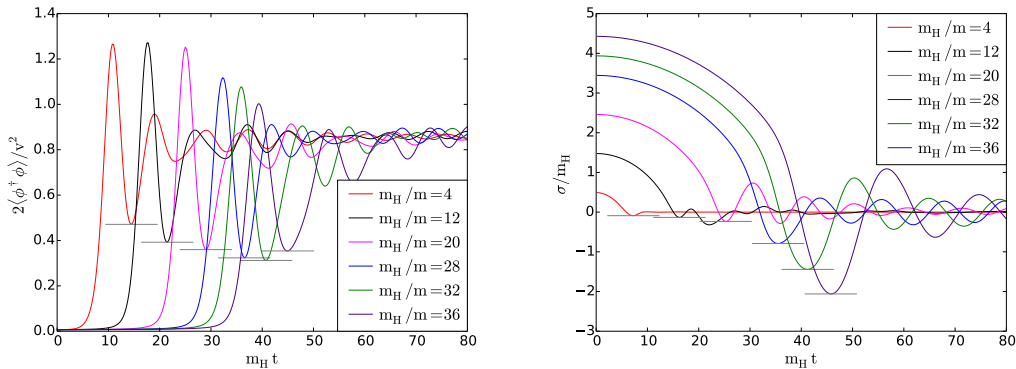 1.4
1.2
1.0
0.8
0.6
0.4
0.2
0.0
2⟨ϕ† ϕ⟩/v²
0 10 20 30 40 50 60 70 80
m_H t
m_H/m=4
m_H/m=12
m_H/m=20
m_H/m=28
m_H/m=32
m_H/m=36
5
4
3
2
1
0
−1
−2
−3
σ/m_H
0 10 20 30 40 50 60 70 80
m_H t
m_H/m=4
m_H/m=12
m_H/m=20
m_H/m=28
m_H/m=32
m_H/m=36